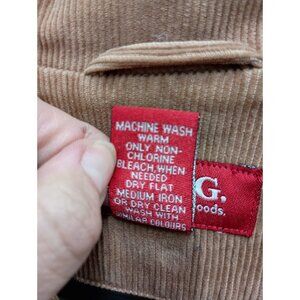 MACHINE WASH
WARM
ONLY NON-
CHLORINE
BLEACH, WHEN
NEEDED
DRY FLAT
MEDIUM IRON
OR DRY CLEAN
WASH WITH
SIMILAR COLOURS
G.
oods.